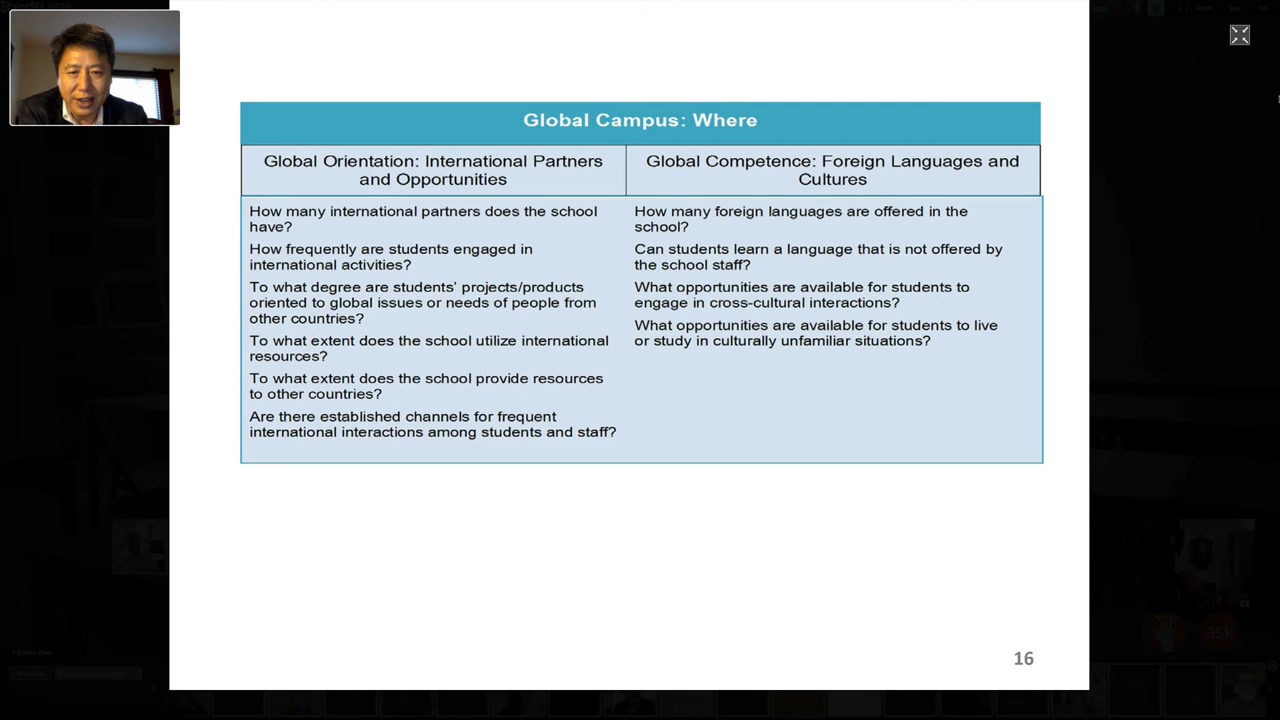 Global Campus: Where
Global Orientation: International Partners
and Opportunities
Global Competence: Foreign Languages and
Cultures
How many international partners does the school
have?
How frequently are students engaged in
international activities?
To what degree are students' projects/products
oriented to global issues or needs of people from
other countries?
To what extent does the school utilize international
resources?
To what extent does the school provide resources
to other countries?
Are there established channels for frequent
international interactions among students and staff?
How many foreign languages are offered in the
school?
Can students learn a language that is not offered by
the school staff?
What opportunities are available for students to
engage in cross-cultural interactions?
What opportunities are available for students to live
or study in culturally unfamiliar situations?
ask
16